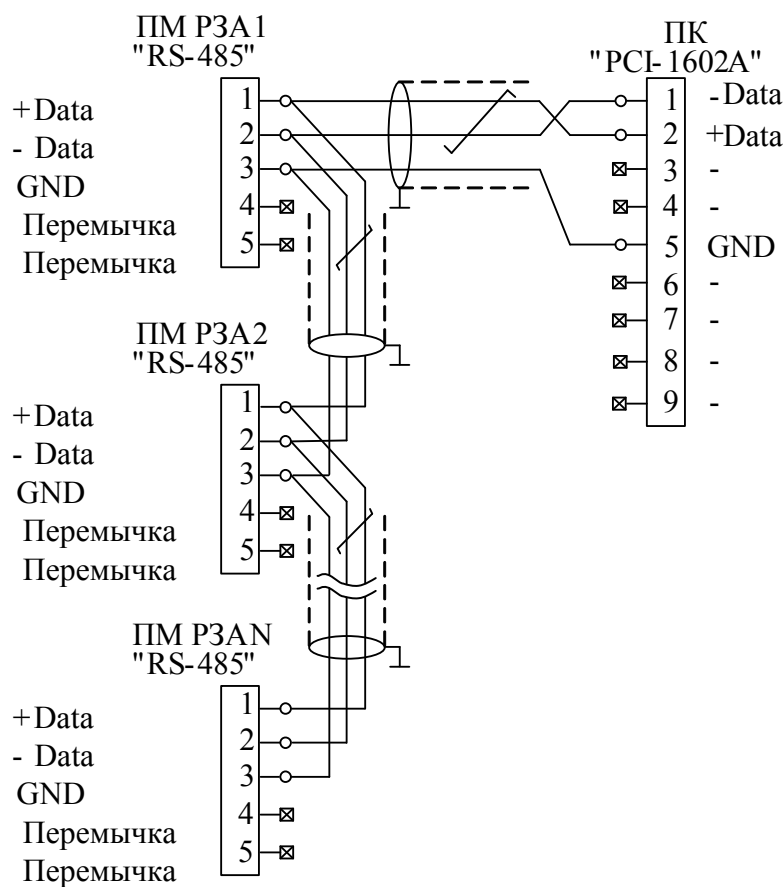 ПМ РЗА1
"RS-485"
+Data
- Data
GND
Перемычка
Перемычка
1
2
3
4
5
ПК
"PCI-1602A"
1
2
3
4
5
6
7
8
9
-Data
+Data
-
-
GND
-
-
-
-
ПМ РЗА2
"RS-485"
+Data
- Data
GND
Перемычка
Перемычка
1
2
3
4
5
ПМ РЗАN
"RS-485"
+Data
- Data
GND
Перемычка
Перемычка
1
2
3
4
5